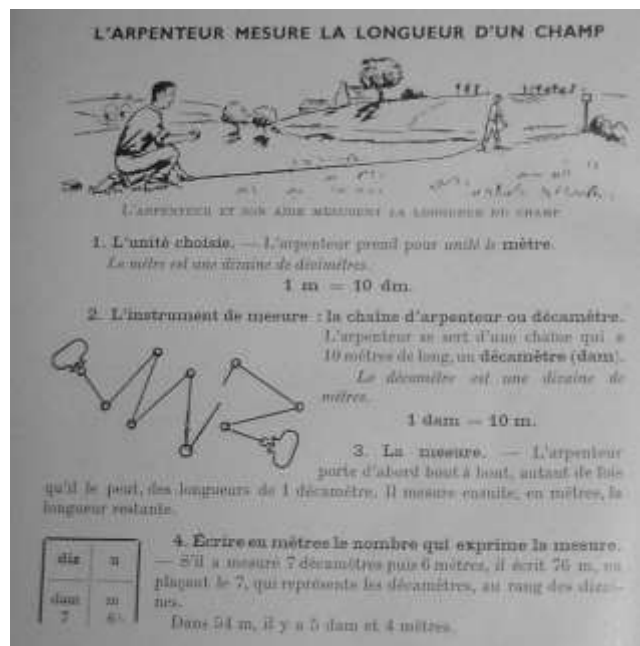 L'ARPENTEUR MESURE LA LONGUEUR D'UN CHAMP
L'ARPENTEUR ET SON AIDE MESURENT LA LONGUEUR DU CHAMP
1. L'unité choisie. — L'arpenteur prend pour unité le mètre.
Le mètre est une dizaine de décimètres.
1 m = 10 dm.
2. L'instrument de mesure : la chaîne d'arpenteur ou décamètre.
L'arpenteur se sert d'une chaîne qui a
10 mètres de long, un décamètre (dam).
Le décamètre est une dizaine de
mètres.
1 dam = 10 m.
3. La mesure. — L'arpenteur
porte d'abord bout à bout, autant de fois
qu'il le peut, des longueurs de 1 décamètre. Il mesure ensuite, en mètres, la
longueur restante.
4. Écrire en mètres le nombre qui exprime la mesure.
— S'il a mesuré 7 décamètres puis 6 mètres, il écrit 76 m, en
plaçant le 7, qui représente les décamètres, au rang des dizai-
nes.
Dans 54 m, il y a 5 dam et 4 mètres.
diz u
dam m
7 6